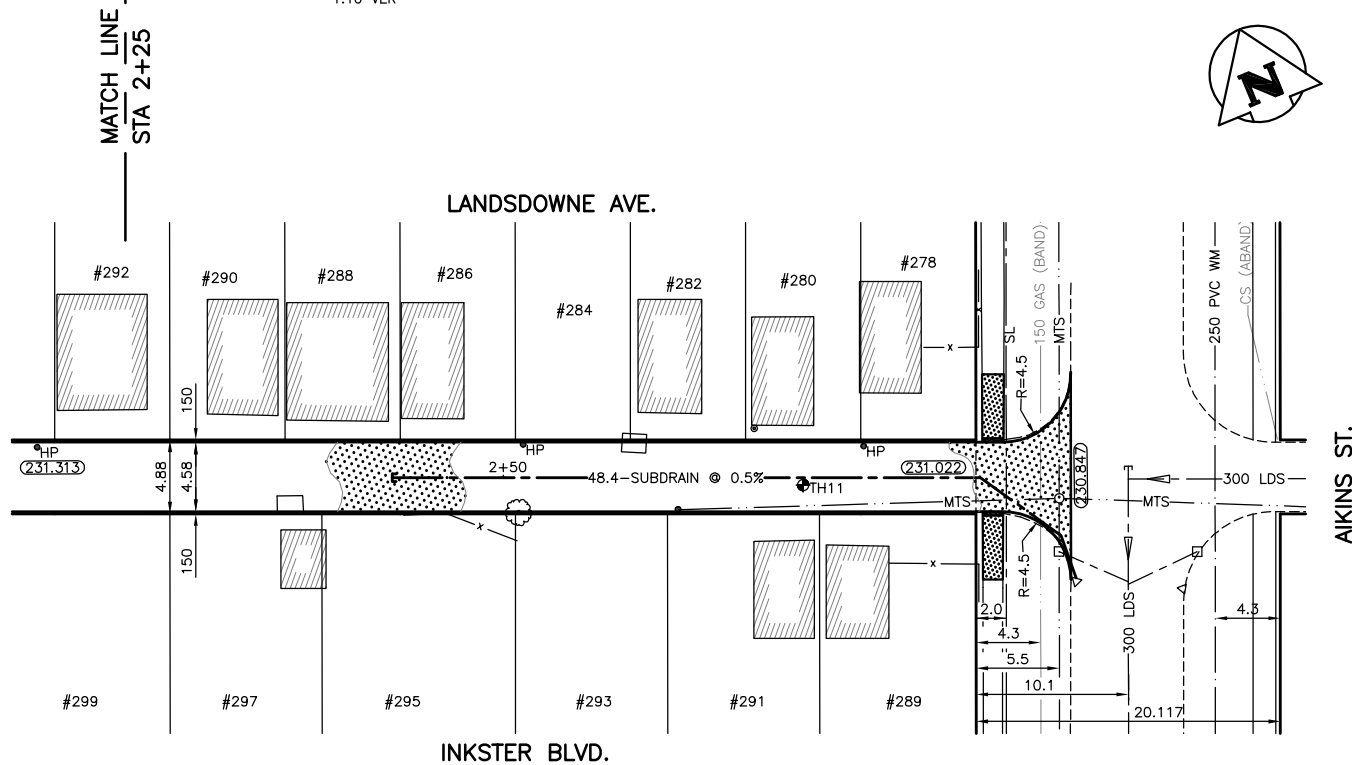 MATCH LINE
STA 2+25
N
LANDSDOWNE AVE.
#292
#290
#288
#286
#284
#282
#280
#278
SL
150 GAS (BAND)
MTS
250 PVC WM
CS (ABAND)
x
x
R=4.5
150
HP
HP
HP
231.313
4.88
4.58
2+50
48.4-SUBDRAIN @ 0.5%
TH11
231.022
230.847
MTS
MTS
300 LDS
AIKINS ST.
x
150
x
R=4.5
300 LDS
2.0
4.3
4.3
5.5
10.1
20.117
#299
#297
#295
#293
#291
#289
INKSTER BLVD.